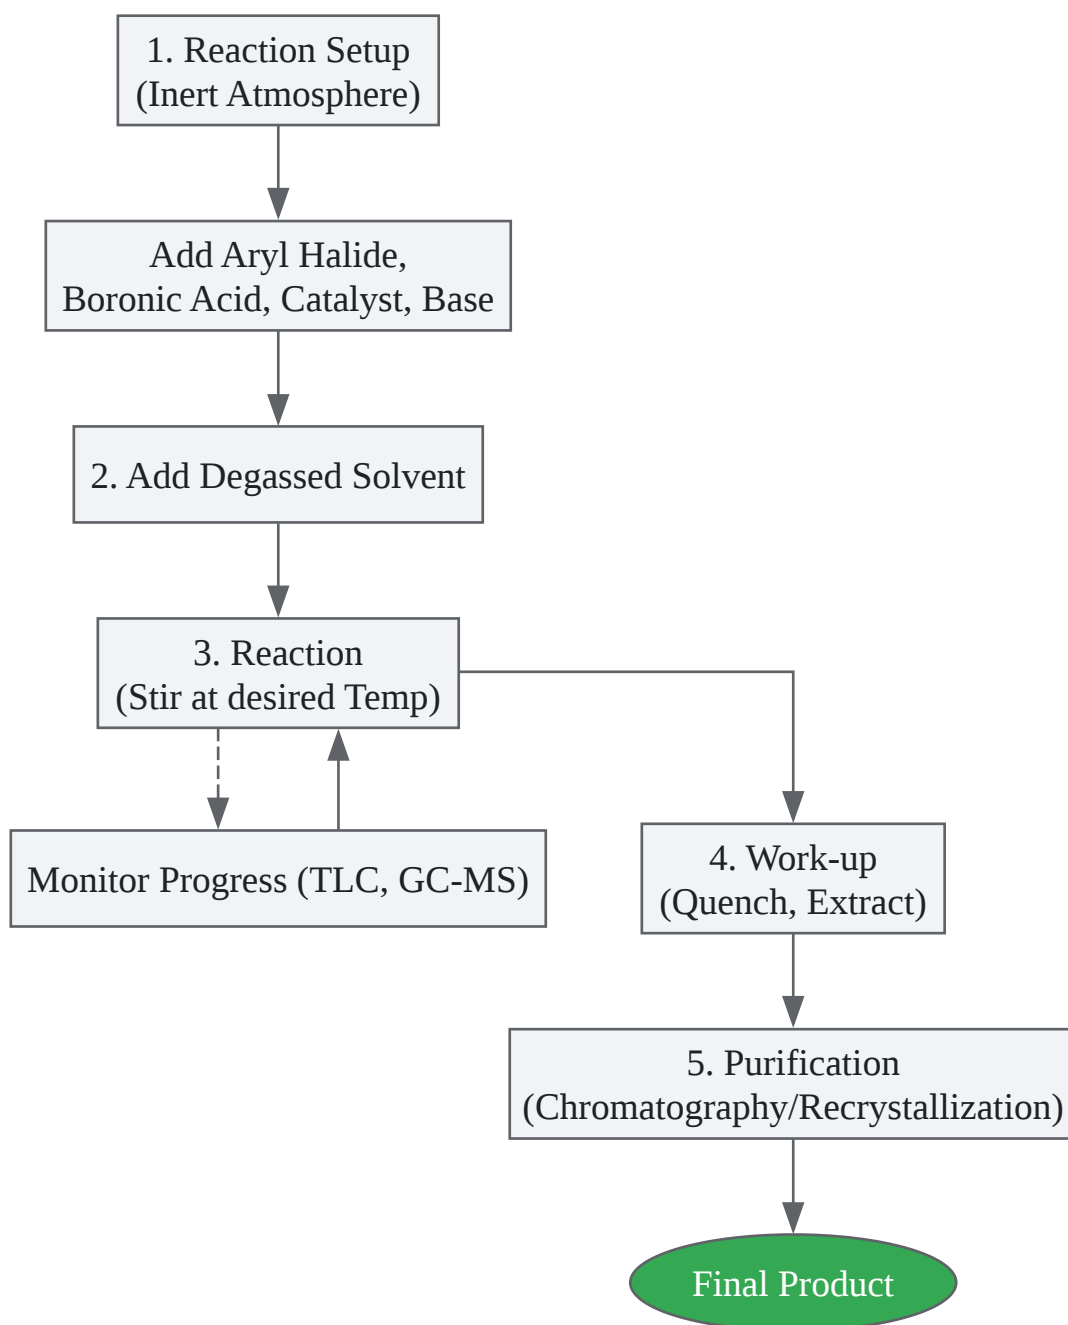 1. Reaction Setup
(Inert Atmosphere)
Add Aryl Halide,
Boronic Acid, Catalyst, Base
2. Add Degassed Solvent
3. Reaction
(Stir at desired Temp)
Monitor Progress (TLC, GC-MS)
4. Work-up
(Quench, Extract)
5. Purification
(Chromatography/Recrystallization)
Final Product